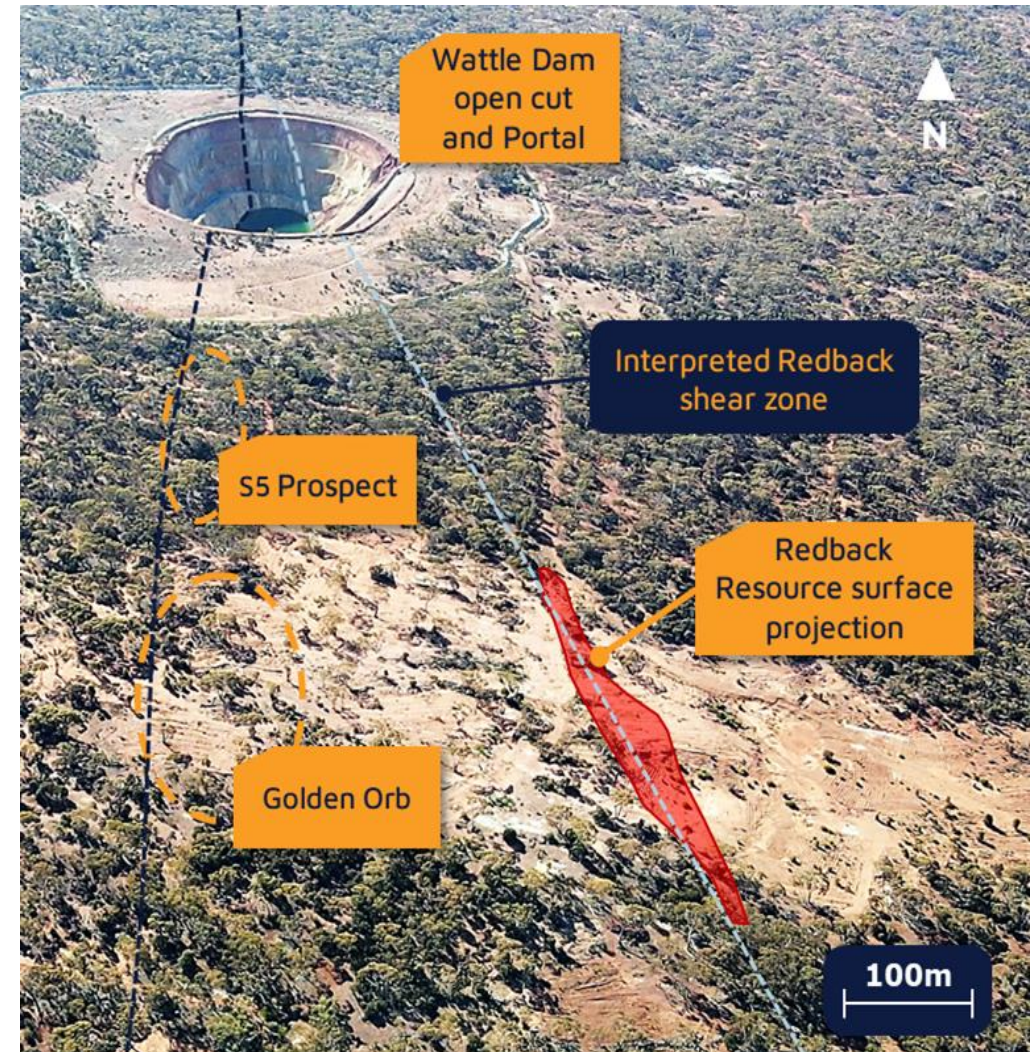 Wattle Dam
open cut
and Portal
N
Interpreted Redback
shear zone
S5 Prospect
Redback
Resource surface
projection
Golden Orb
100m